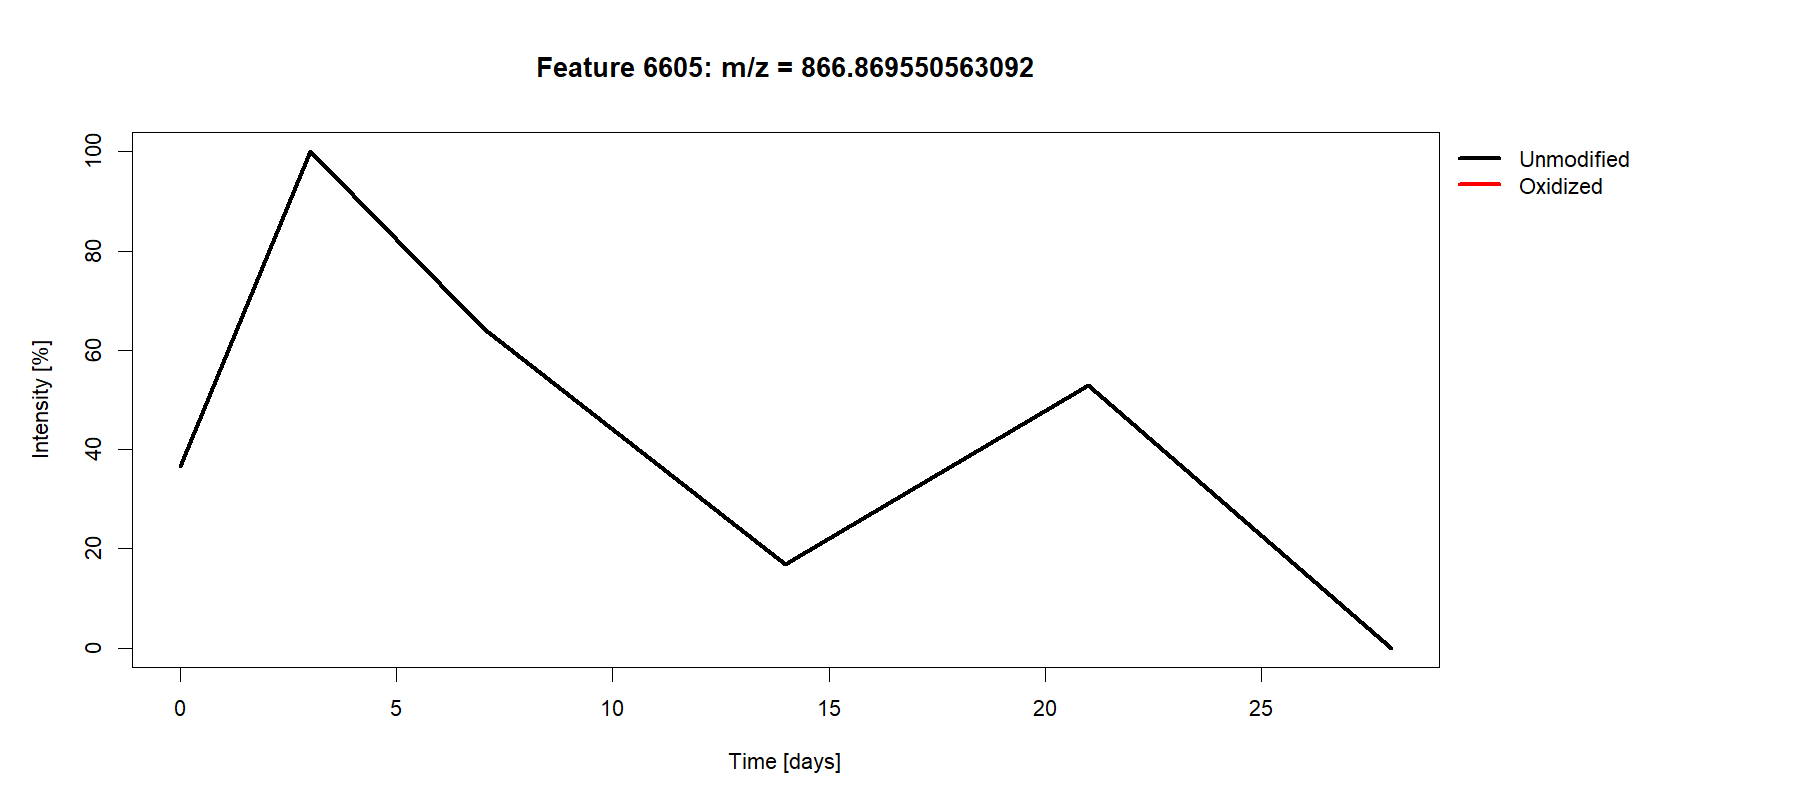 Feature 6605: m/z = 866.869550563092
Unmodified
Oxidized
Intensity [%]
100
80
60
40
20
0
0 5 10 15 20 25
Time [days]